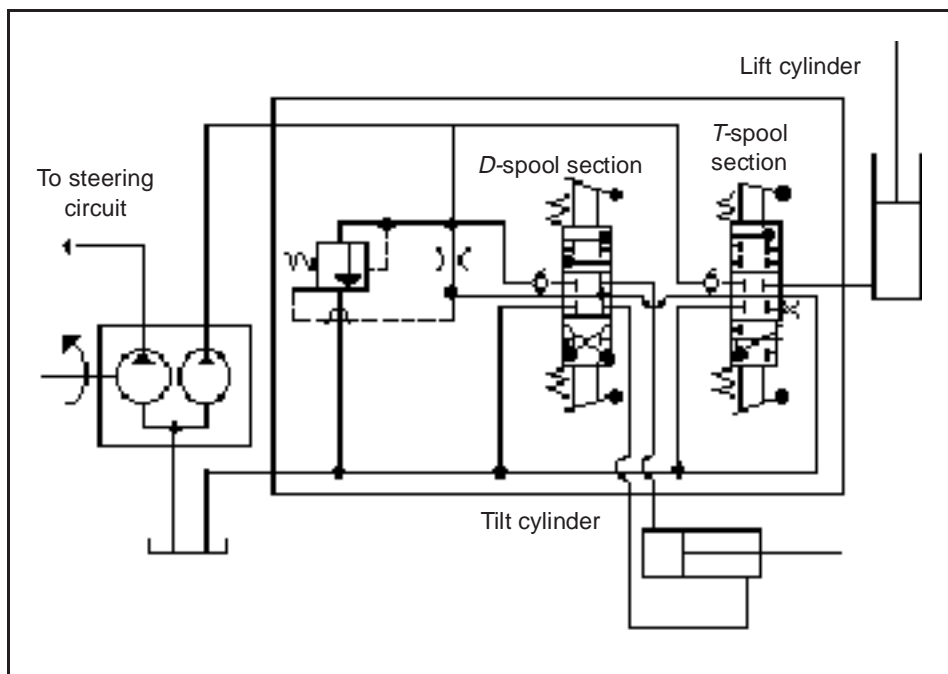 Lift cylinder
T-spool
section
D-spool section
To steering
circuit
Tilt cylinder